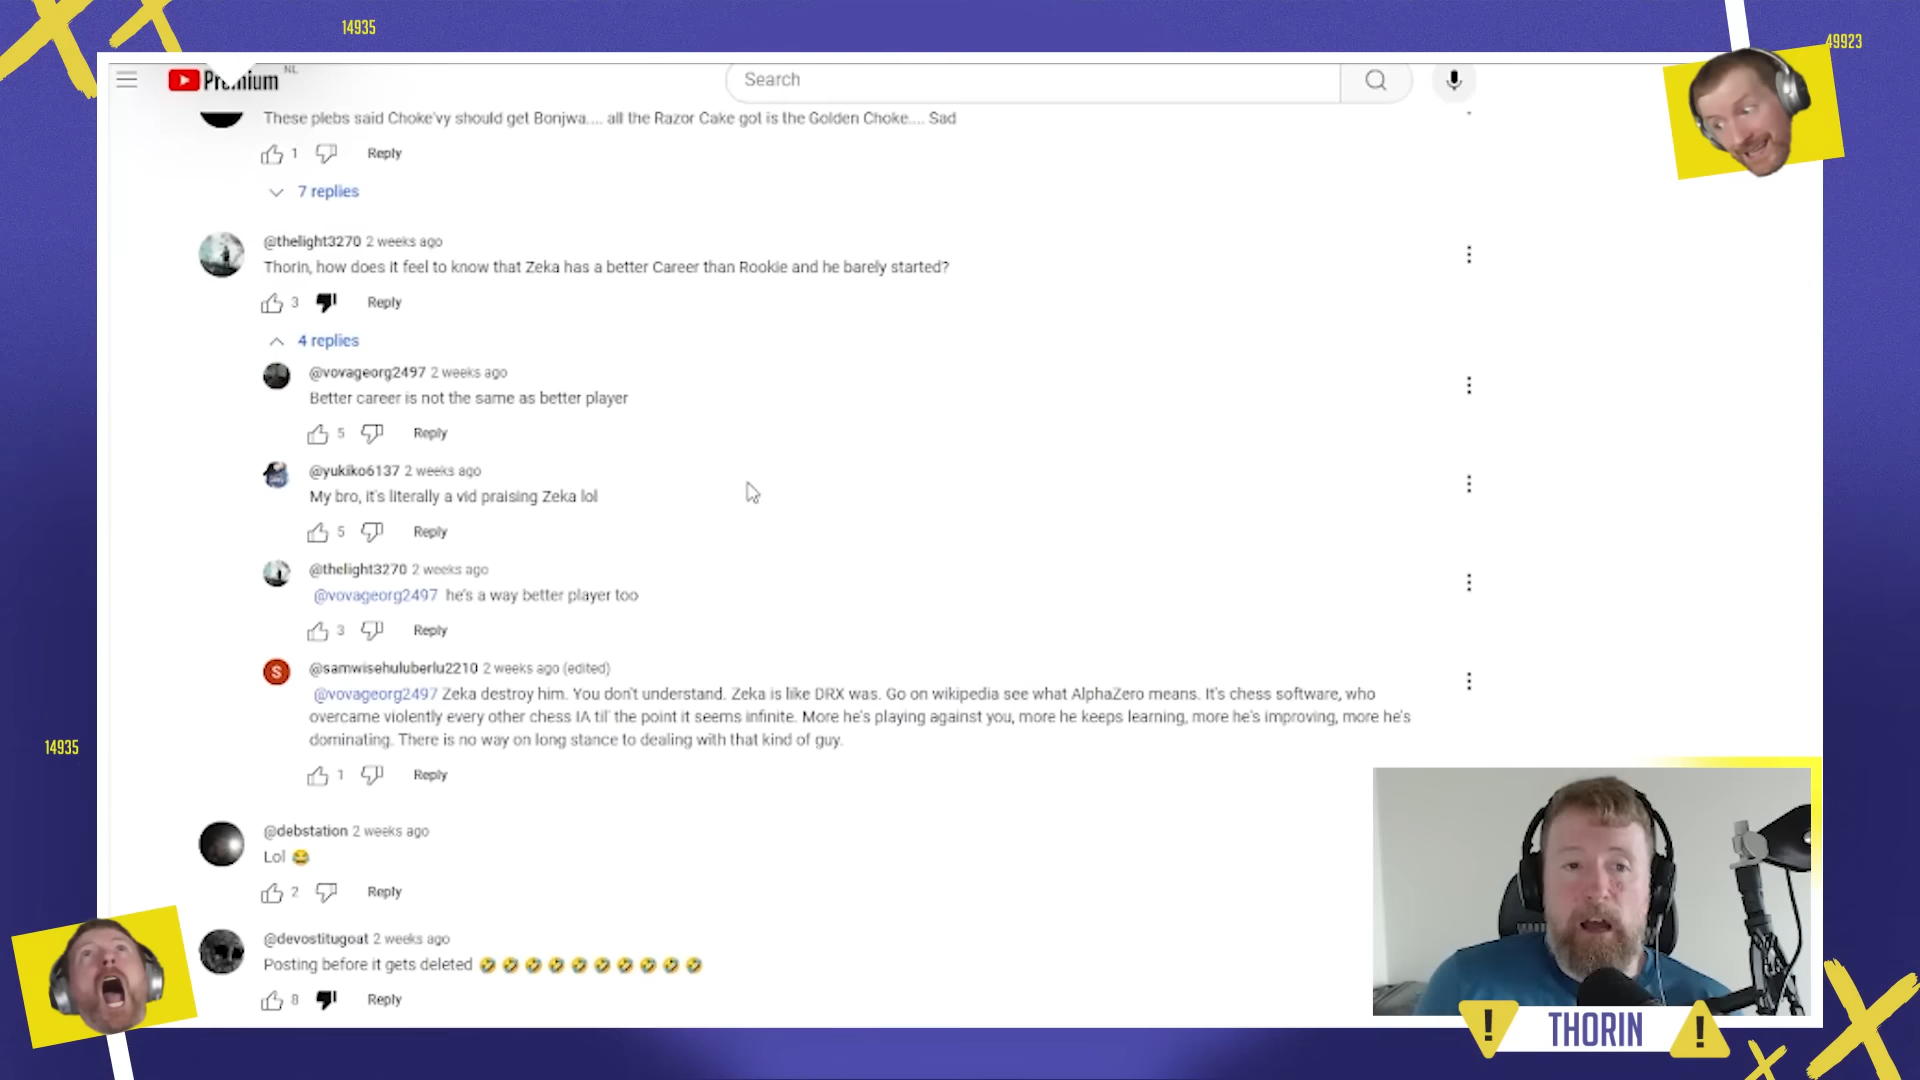 14935
49923
Premium NL
Search
These plebs said Choke'vy should get Bonjwa.... all the Razor Cake got is the Golden Choke.... Sad
1 Reply
7 replies
@thelight3270 2 weeks ago
Thorin, how does it feel to know that Zeka has a better Career than Rookie and he barely started?
3 Reply
4 replies
@vovageorg2497 2 weeks ago
Better career is not the same as better player
5 Reply
@yukiko6137 2 weeks ago
My bro, it's literally a vid praising Zeka lol
5 Reply
@thelight3270 2 weeks ago
@vovageorg2497 he's a way better player too
3 Reply
S
@samwisehuluberlu2210 2 weeks ago (edited)
@vovageorg2497 Zeka destroy him. You don't understand. Zeka is like DRX was. Go on wikipedia see what AlphaZero means. It's chess software, who
overcame violently every other chess IA til' the point it seems infinite. More he's playing against you, more he keeps learning, more he's improving, more he's
dominating. There is no way on long stance to dealing with that kind of guy.
1 Reply
14935
@debstation 2 weeks ago
Lol 😂
2 Reply
@devostitugoat 2 weeks ago
Posting before it gets deleted 🤣🤣🤣🤣🤣🤣🤣🤣🤣🤣
8 Reply
! THORIN !